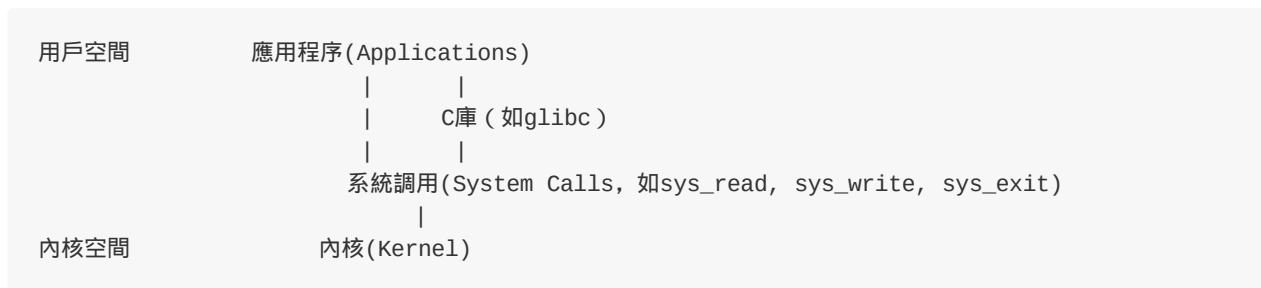 用戶空間 應用程序(Applications)
| |
| C庫（如glibc）
| |
系統調用(System Calls，如sys_read, sys_write, sys_exit)
|
內核空間 內核(Kernel)